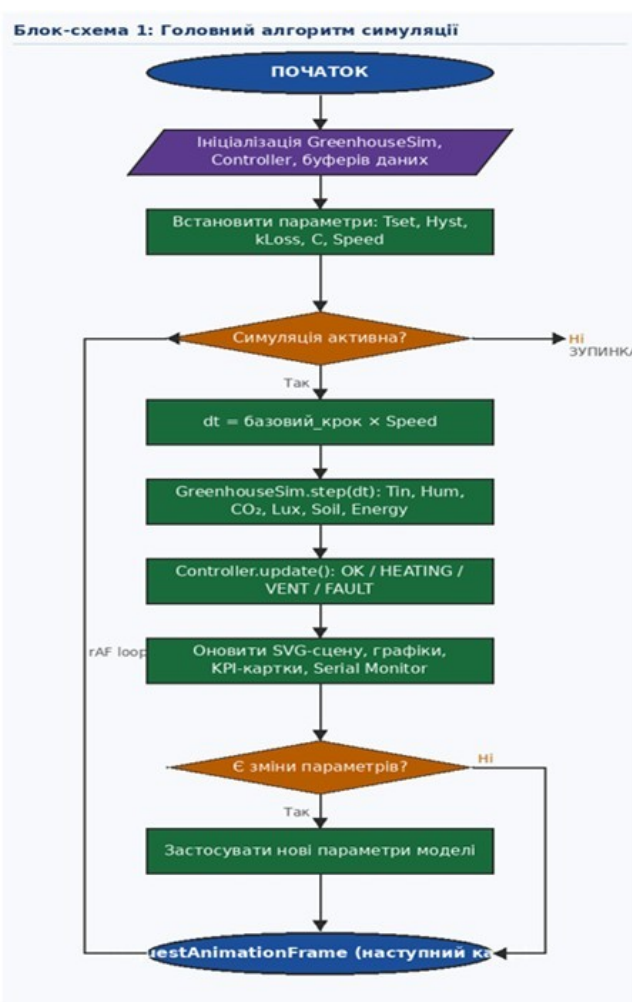 Блок-схема 1: Головний алгоритм симуляції
ПОЧАТОК
Ініціалізація GreenhouseSim,
Controller, буферів даних
Встановити параметри: Tset, Hyst,
kLoss, C, Speed
Симуляція активна?
Ні
ЗУПИНКА
Так
dt = базовий_крок × Speed
GreenhouseSim.step(dt): Tin, Hum,
CO₂, Lux, Soil, Energy
Controller.update(): OK / HEATING /
VENT / FAULT
rAF loop
Оновити SVG-сцену, графіки,
KPI-картки, Serial Monitor
Є зміни параметрів?
Ні
Так
Застосувати нові параметри моделі
uestAnimationFrame (наступний ка